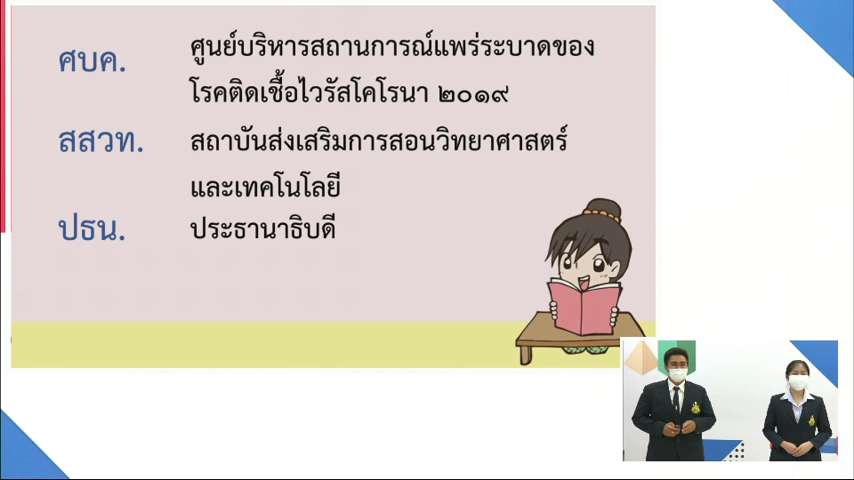 ศบค. ศูนย์บริหารสถานการณ์แพร่ระบาดของ
โรคติดเชื้อไวรัสโคโรนา ๒๐๑๙
สสวท. สถาบันส่งเสริมการสอนวิทยาศาสตร์
และเทคโนโลยี
ปธน. ประธานาธิบดี